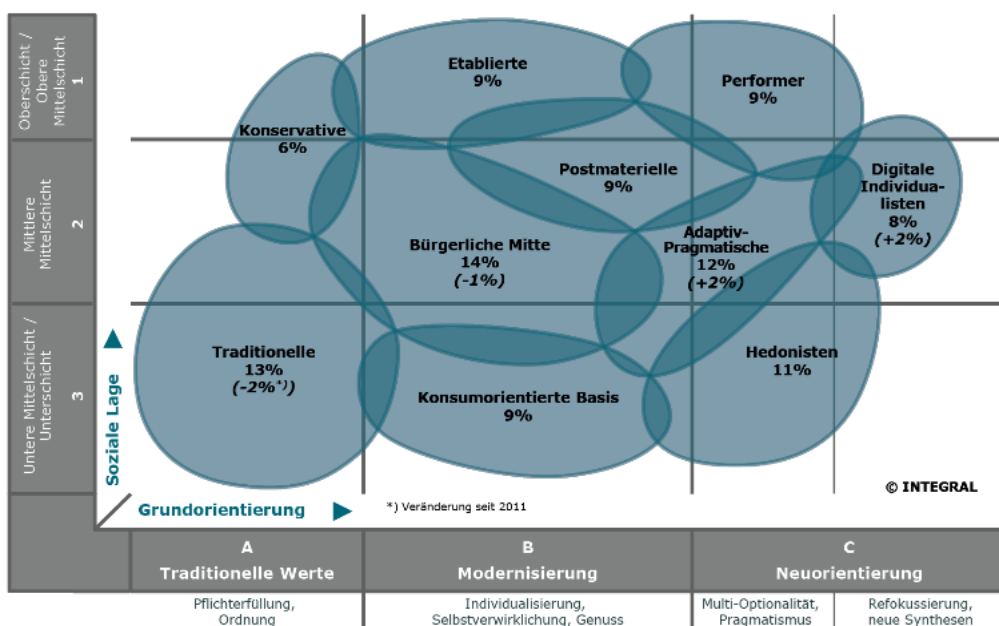 Oberschicht /
Obere
Mittelschicht
1
Mittlere
Mittelschicht
2
Untere Mittelschicht /
Unterschicht
3
Soziale Lage
Etablierte
9%
Performer
9%
Konservative
6%
Postmaterielle
9%
Digitale
Individua-
listen
8%
(+2%)
Bürgerliche Mitte
14%
(-1%)
Adaptiv-
Pragmatische
12%
(+2%)
Traditionelle
13%
(-2%*))
Konsumorientierte Basis
9%
Hedonisten
11%
© INTEGRAL
Grundorientierung
*) Veränderung seit 2011
A
Traditionelle Werte
B
Modernisierung
C
Neuorientierung
Pflichterfüllung,
Ordnung
Individualisierung,
Selbstverwirklichung, Genuss
Multi-Optionalität,
Pragmatismus
Refokussierung,
neue Synthesen